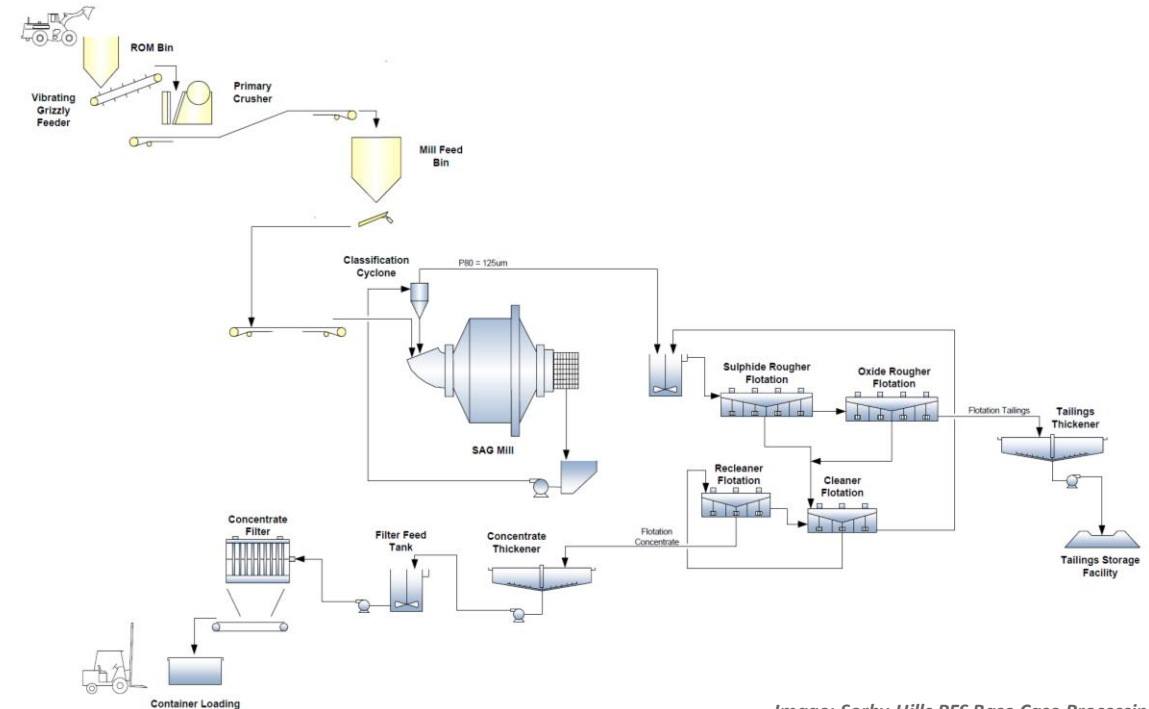 ROM Bin
Vibrating
Grizzly
Feeder
Primary
Crusher
Mill Feed
Bin
Classification
Cyclone
P80 = 125um
SAG Mill
Sulphide Rougher
Flotation
Oxide Rougher
Flotation
Flotation Tailings
Tailings
Thickener
Recleaner
Flotation
Cleaner
Flotation
Tailings Storage
Facility
Flotation
Concentrate
Concentrate
Thickener
Filter Feed
Tank
Concentrate
Filter
Container Loading